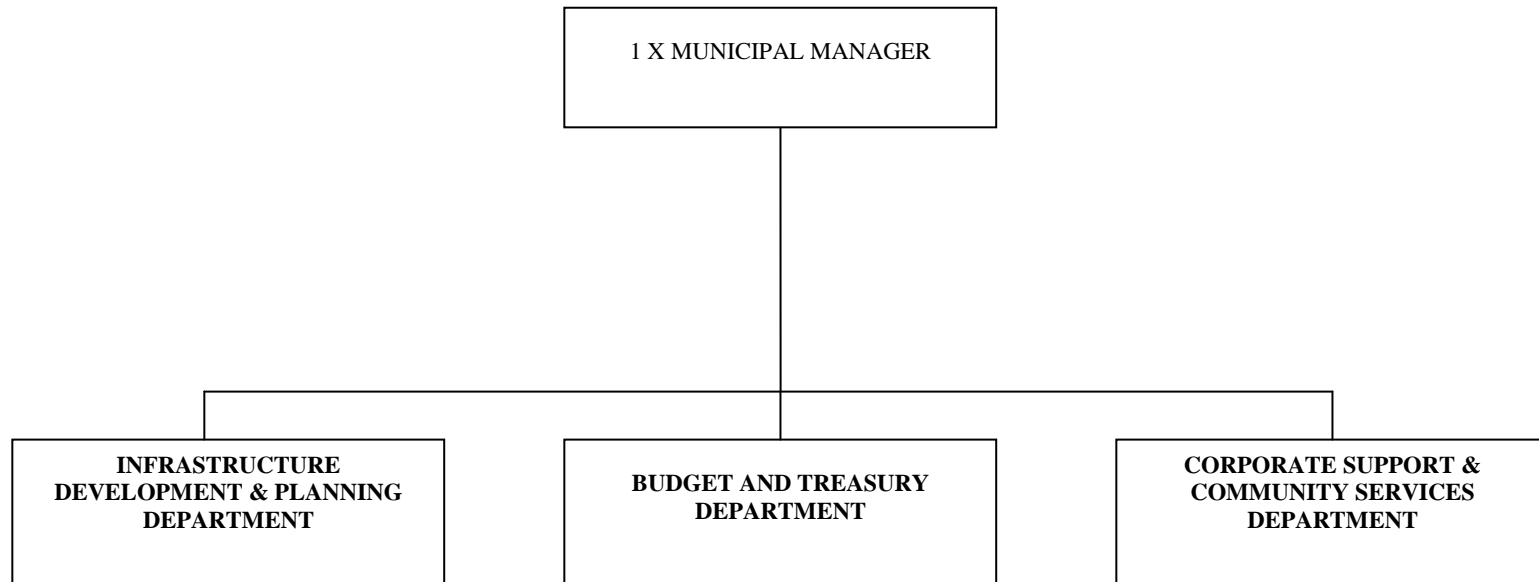 1 X MUNICIPAL MANAGER
INFRASTRUCTURE
DEVELOPMENT & PLANNING
DEPARTMENT
BUDGET AND TREASURY
DEPARTMENT
CORPORATE SUPPORT &
COMMUNITY SERVICES
DEPARTMENT